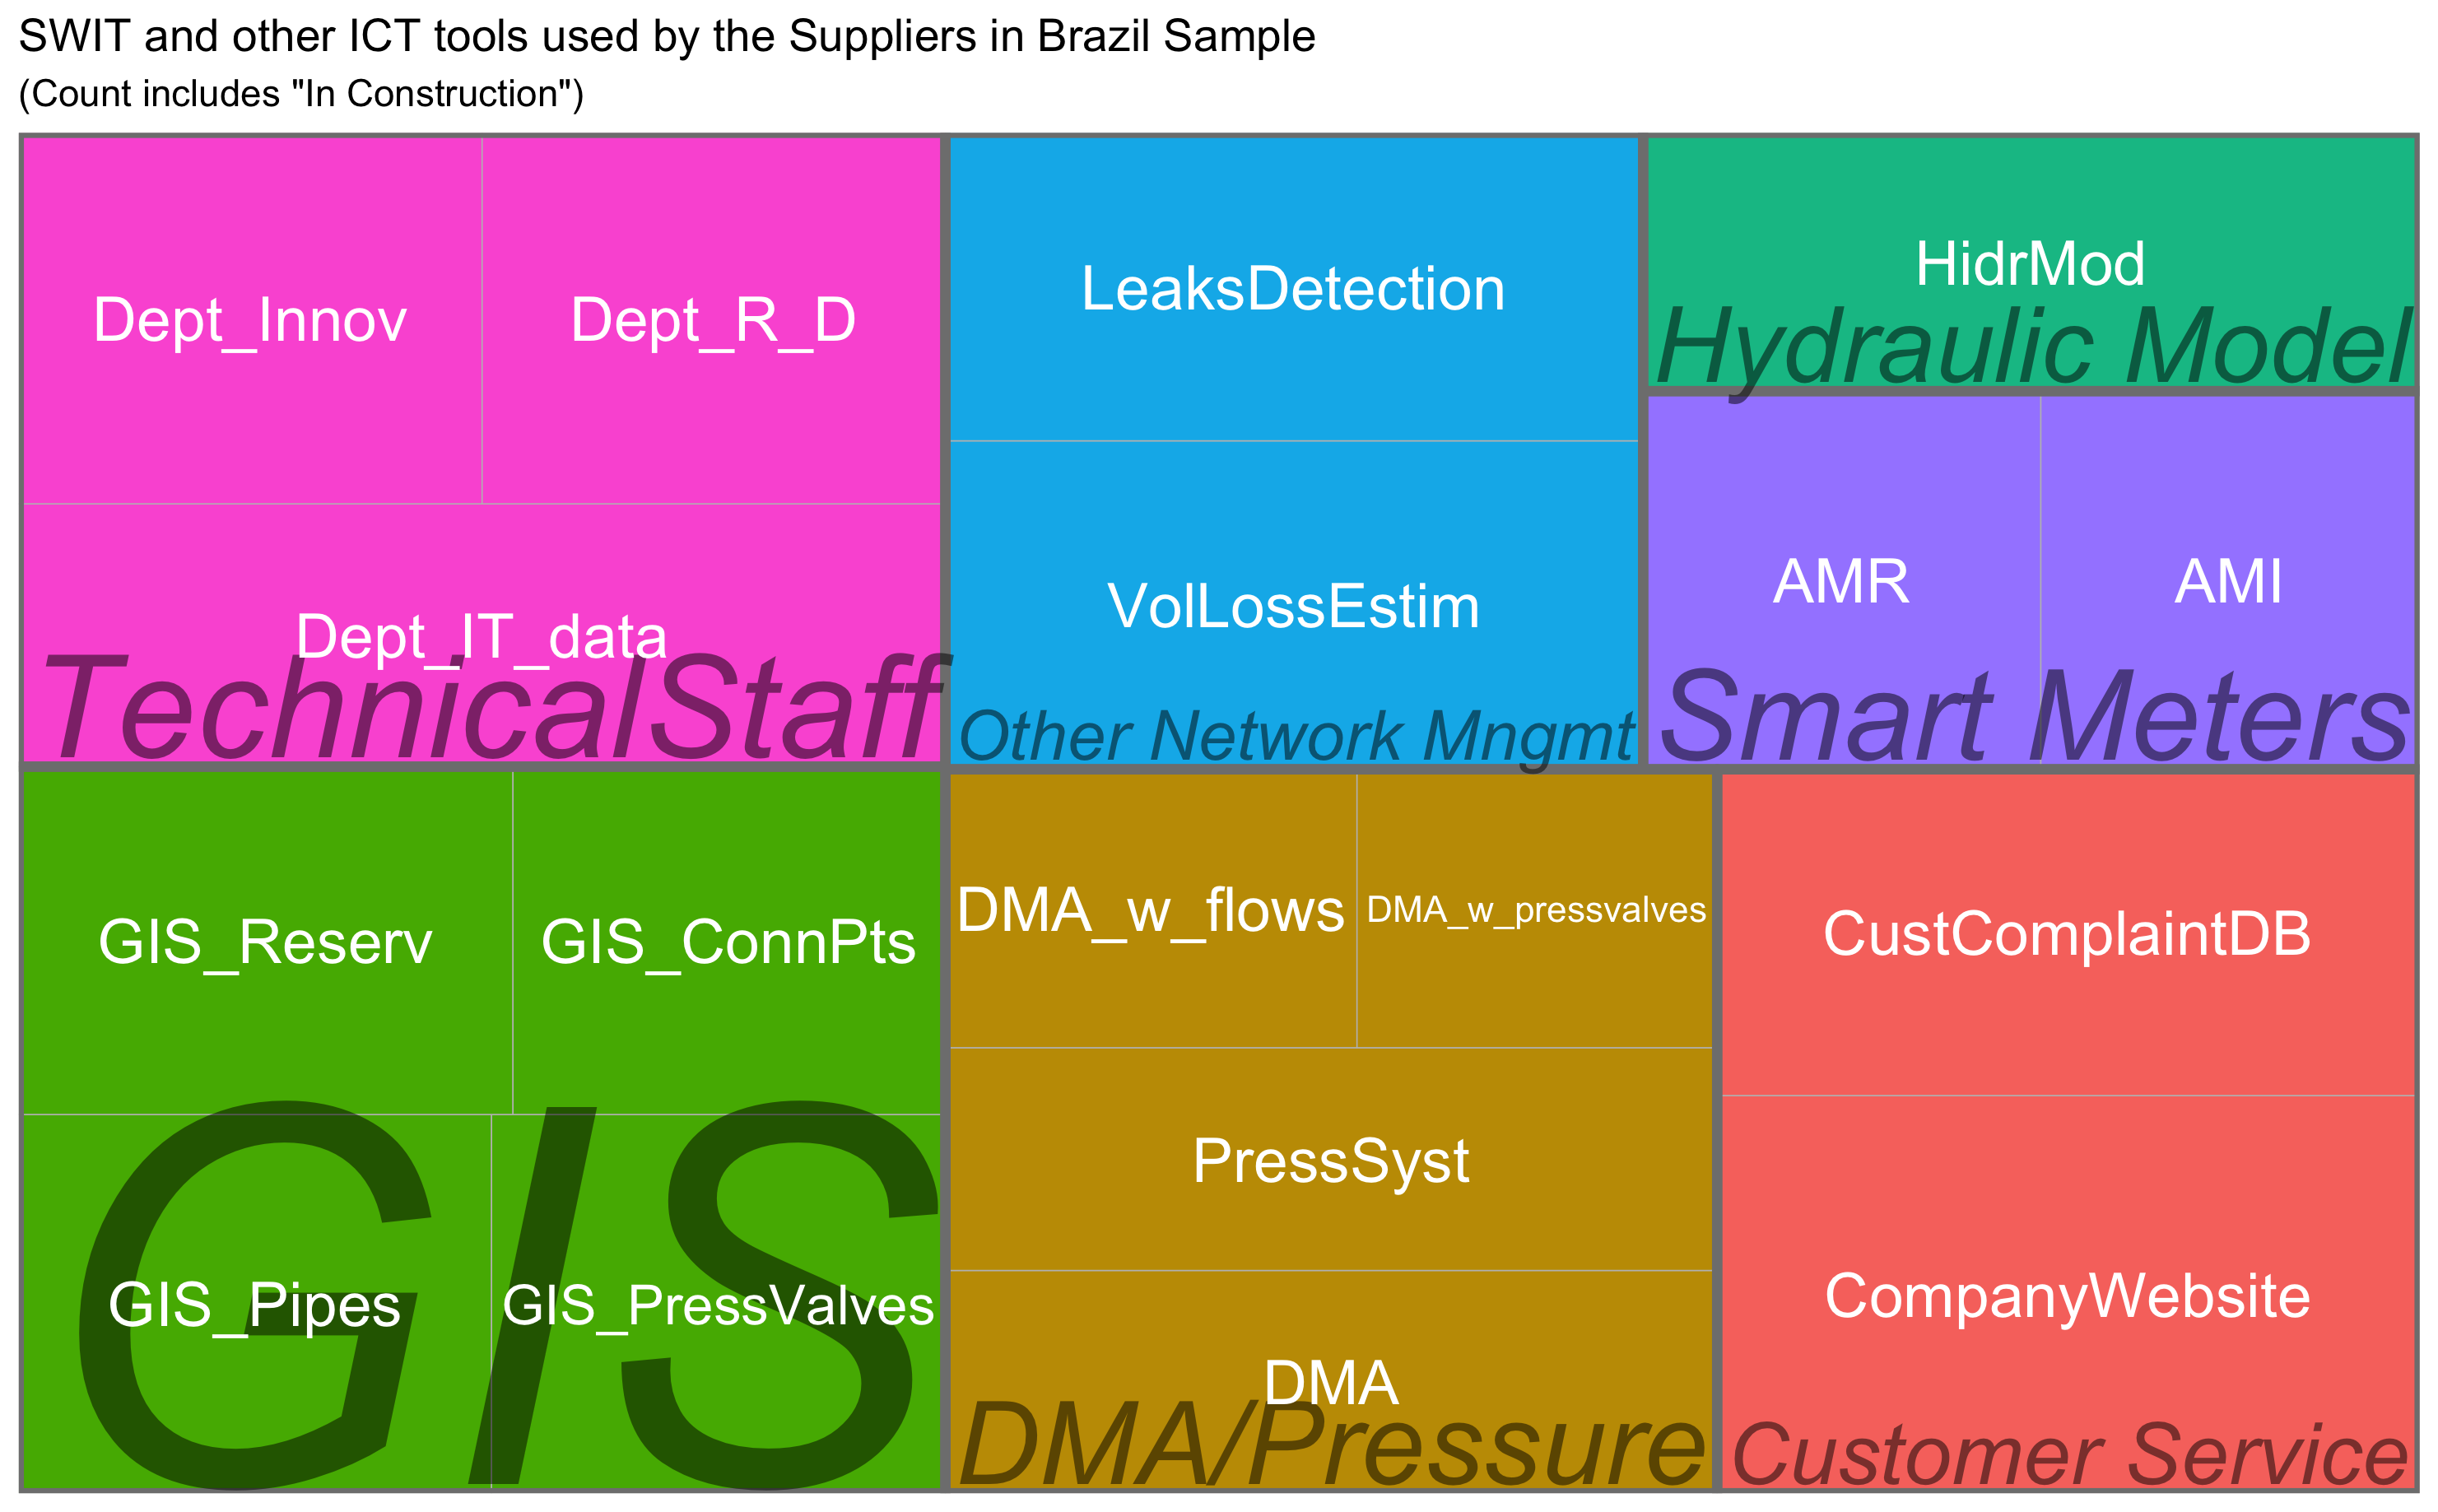 SWIT and other ICT tools used by the Suppliers in Brazil Sample
(Count includes "In Construction")
Dept_Innov
Dept_R_D
Dept_IT_data
TechnicalStaff
LeaksDetection
VolLossEstim
Other Network Mngmt
HidrMod
Hydraulic Model
AMR
AMI
Smart Meters
GIS_Reserv
GIS_ConnPts
GIS_Pipes
GIS_PressValves
GIS
DMA_w_flows
DMA_w_pressvalves
PressSyst
DMA
DMA/Pressure
CustComplaintDB
CompanyWebsite
Customer Service